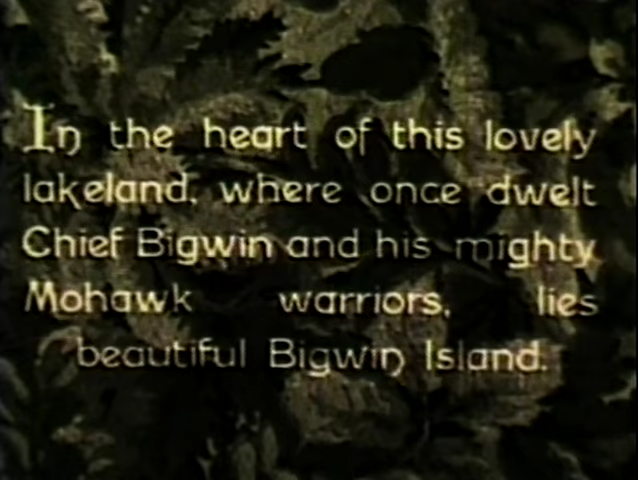 In the heart of this lovely
lakeland, where once dwelt
Chief Bigwin and his mighty
Mohawk warriors, lies
beautiful Bigwin Island.